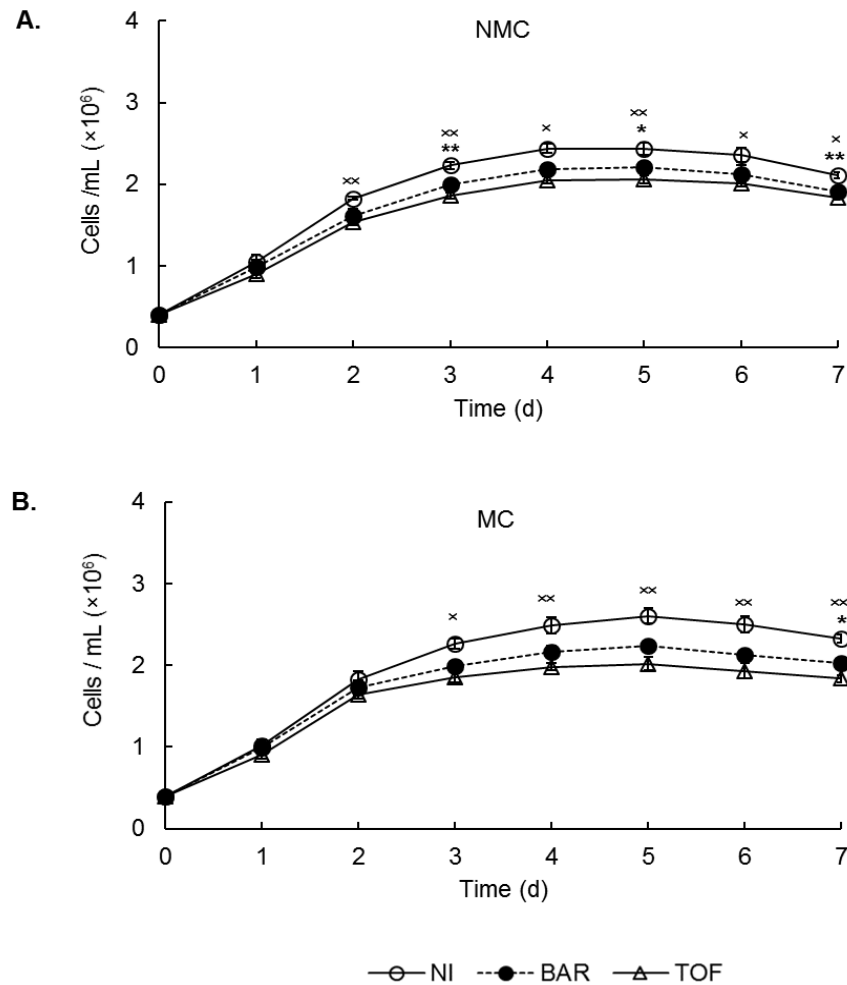 A.
NMC
Cells /mL (×10⁶)
4
3
2
1
0
×× ×× × ×× × ×
** * **
0 1 2 3 4 5 6 7
Time (d)
B.
MC
Cells / mL (×10⁶)
4
3
2
1
0
× ×× ×× ×× ××
*
0 1 2 3 4 5 6 7
Time (d)
NI BAR TOF